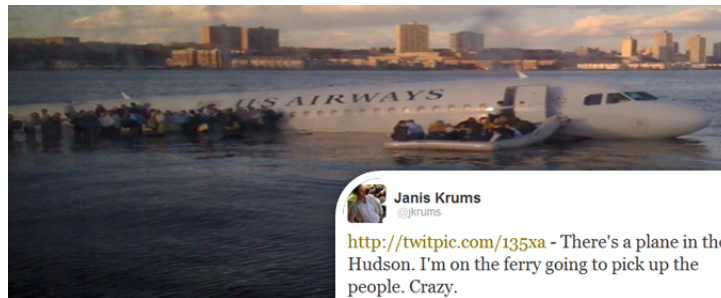 US AIRWAYS
Janis Krums
@jkrums
http://twitpic.com/135xa - There's a plane in the
Hudson. I'm on the ferry going to pick up the
people. Crazy.